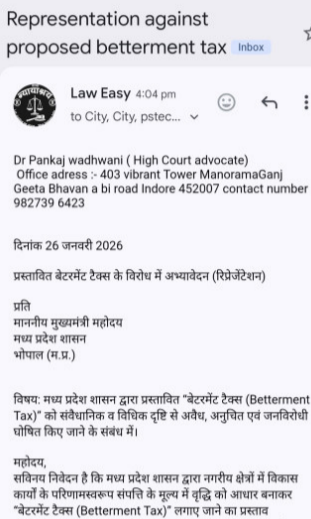 Representation against
proposed betterment tax Inbox
Law Easy 4:04 pm
to City, City, pstec...
Dr Pankaj wadhwani ( High Court advocate)
Office adress :- 403 vibrant Tower ManoramaGanj
Geeta Bhavan a bi road Indore 452007 contact number
982739 6423
दिनांक 26 जनवरी 2026
प्रस्तावित बेटरमेंट टैक्स के विरोध में अभ्यावेदन (रिप्रेजेंटेशन)
प्रति
माननीय मुख्यमंत्री महोदय
मध्य प्रदेश शासन
भोपाल (म.प्र.)
विषय: मध्य प्रदेश शासन द्वारा प्रस्तावित “बेटरमेंट टैक्स (Betterment
Tax)” को संवैधानिक व विधिक दृष्टि से अवैध, अनुचित एवं जनविरोधी
घोषित किए जाने के संबंध में।
महोदय,
सविनय निवेदन है कि मध्य प्रदेश शासन द्वारा नगरीय क्षेत्रों में विकास
कार्यों के परिणामस्वरूप संपत्ति के मूल्य में वृद्धि को आधार बनाकर
“बेटरमेंट टैक्स (Betterment Tax)” लगाए जाने का प्रस्ताव